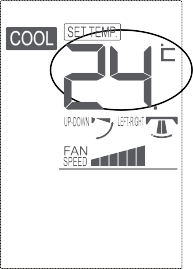 SET TEMP.
COOL
24℃
UP-DOWN LEFT-RIGHT
FAN
SPEED